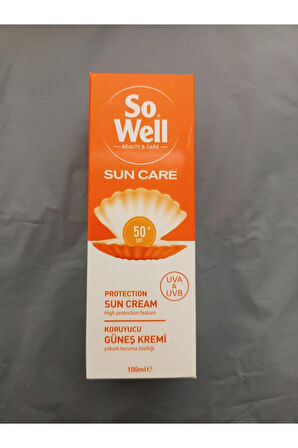 So
Well
BEAUTY & CARE
SUN CARE
50+
SPF
UVA
&
UVB
PROTECTION
SUN CREAM
High protection feature
KORUYUCU
GÜNEŞ KREMİ
yüksek koruma özelliği
100ml e